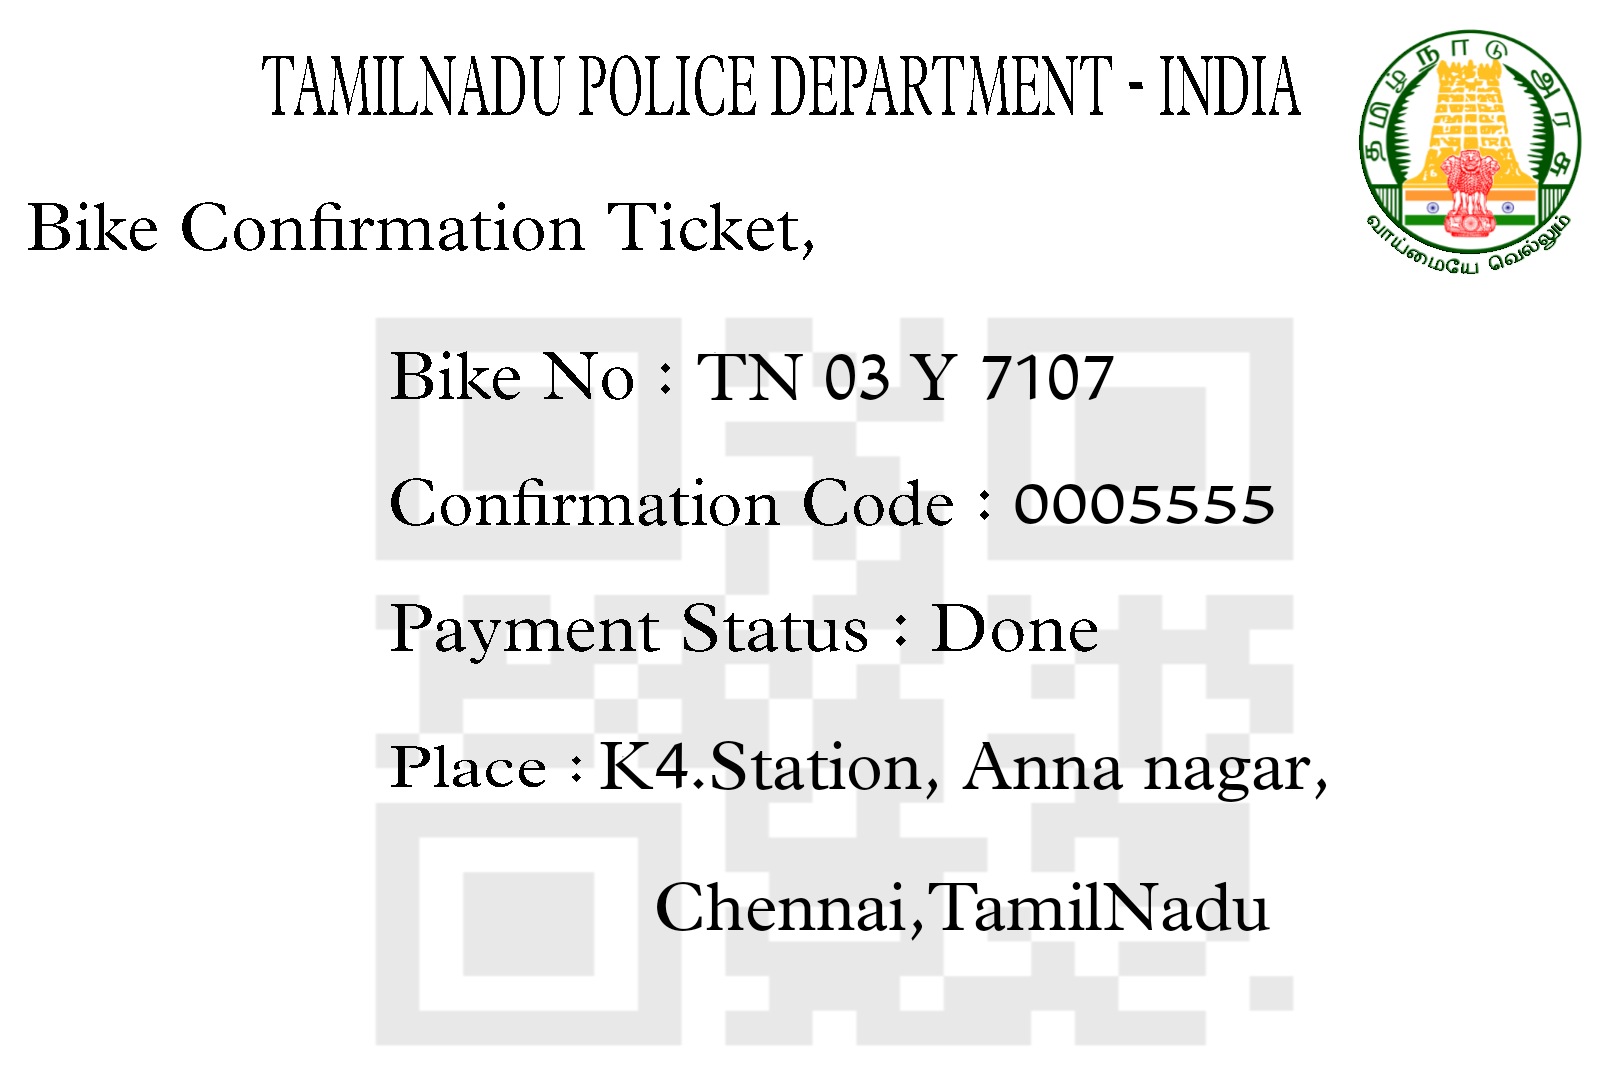 TAMILNADU POLICE DEPARTMENT - INDIA
தமிழ்நாடு அரசு
வாய்மையே வெல்லும்
Bike Confirmation Ticket,
Bike No : TN 03 Y 7107
Confirmation Code : 0005555
Payment Status : Done
Place : K4.Station, Anna nagar,
Chennai,TamilNadu